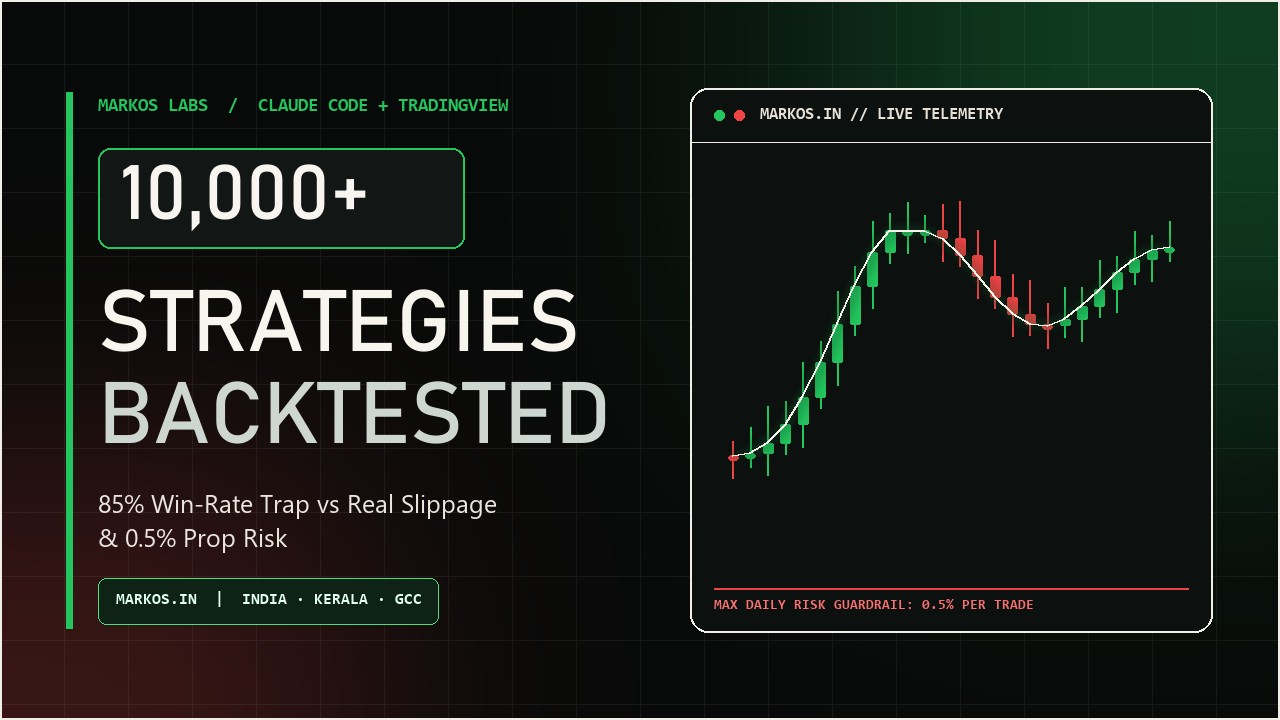 MARKOS LABS / CLAUDE CODE + TRADINGVIEW
10,000+
STRATEGIES
BACKTESTED
85% Win-Rate Trap vs Real Slippage
& 0.5% Prop Risk
MARKOS.IN | INDIA · KERALA · GCC
MARKOS.IN // LIVE TELEMETRY
MAX DAILY RISK GUARDRAIL: 0.5% PER TRADE